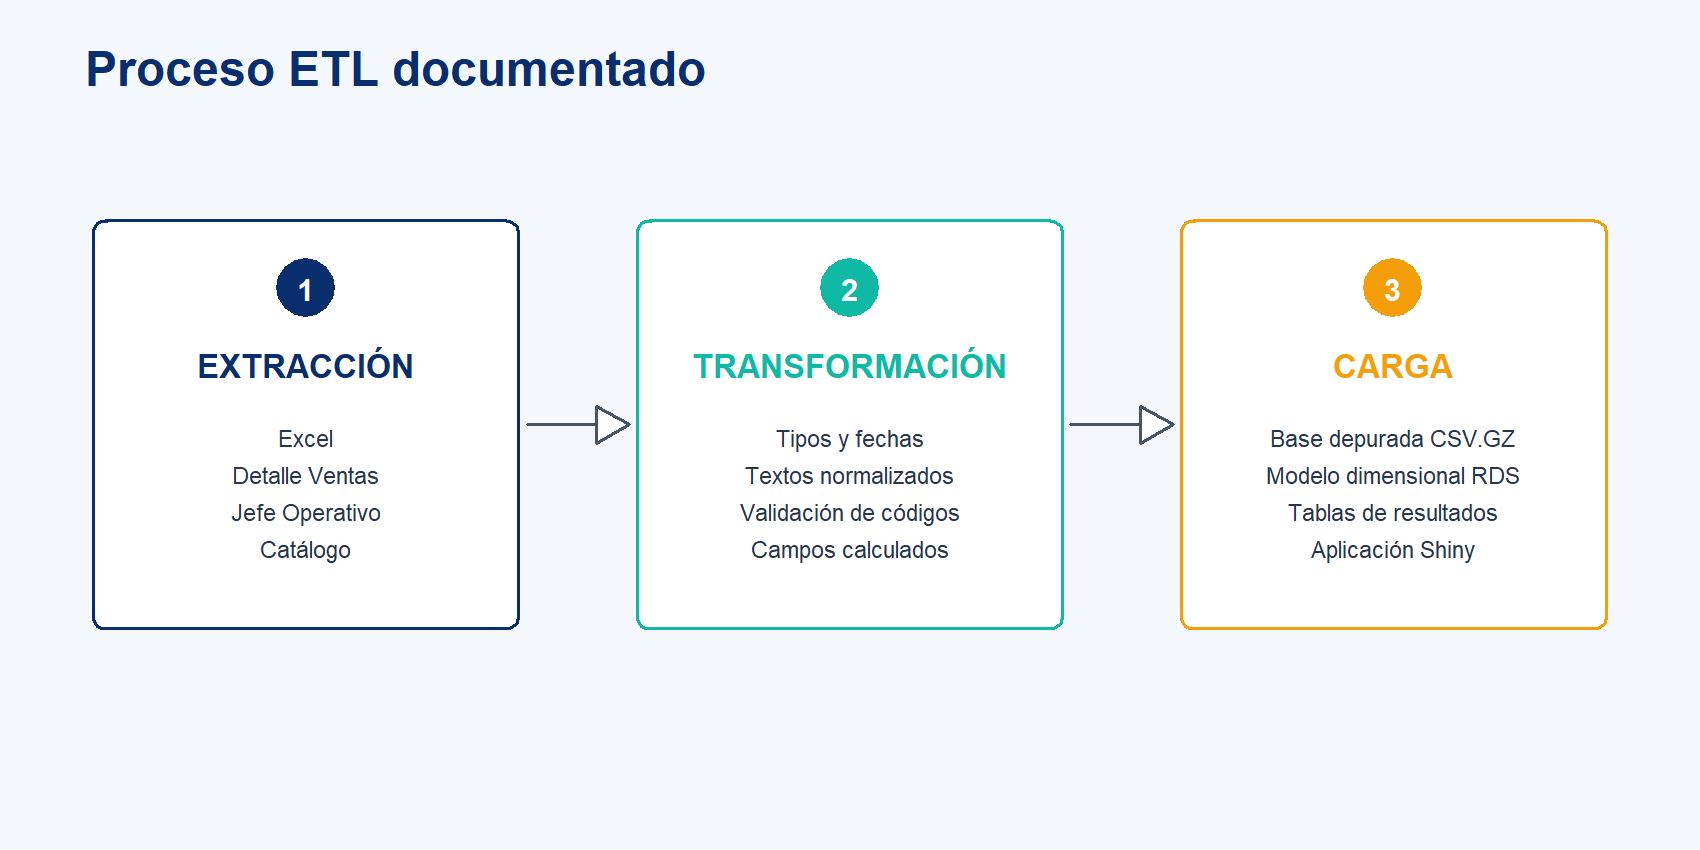 Proceso ETL documentado
1
EXTRACCIÓN
Excel
Detalle Ventas
Jefe Operativo
Catálogo
2
TRANSFORMACIÓN
Tipos y fechas
Textos normalizados
Validación de códigos
Campos calculados
3
CARGA
Base depurada CSV.GZ
Modelo dimensional RDS
Tablas de resultados
Aplicación Shiny